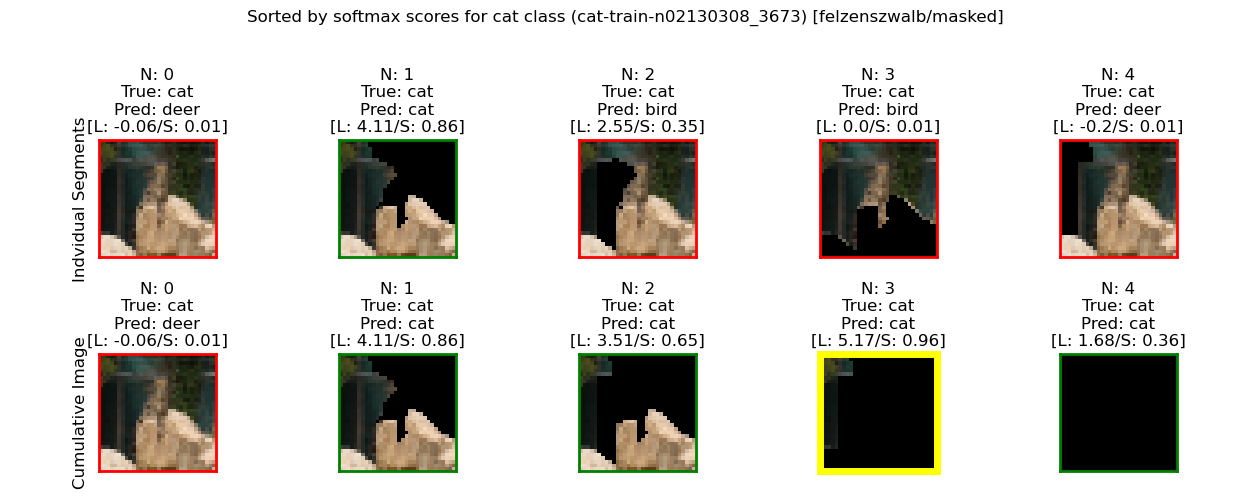 Sorted by softmax scores for cat class (cat-train-n02130308_3673) [felzenszwalb/masked]
Indvidual Segments
N: 0
True: cat
Pred: deer
[L: -0.06/S: 0.01]
N: 1
True: cat
Pred: cat
[L: 4.11/S: 0.86]
N: 2
True: cat
Pred: bird
[L: 2.55/S: 0.35]
N: 3
True: cat
Pred: bird
[L: 0.0/S: 0.01]
N: 4
True: cat
Pred: deer
[L: -0.2/S: 0.01]
Cumulative Image
N: 0
True: cat
Pred: deer
[L: -0.06/S: 0.01]
N: 1
True: cat
Pred: cat
[L: 4.11/S: 0.86]
N: 2
True: cat
Pred: cat
[L: 3.51/S: 0.65]
N: 3
True: cat
Pred: cat
[L: 5.17/S: 0.96]
N: 4
True: cat
Pred: cat
[L: 1.68/S: 0.36]